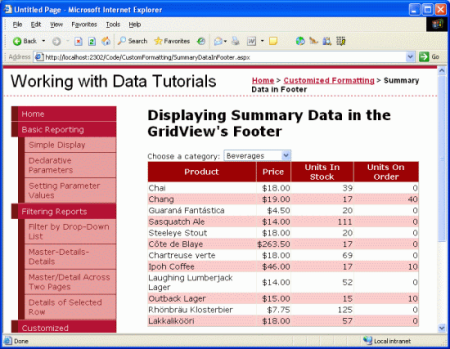 Untitled Page - Microsoft Internet Explorer
File Edit View Favorites Tools Help
Back Search Favorites
Address http://localhost:2302/Code/CustomFormatting/SummaryDataInFooter.aspx Go
Working with Data Tutorials
Home > Customized Formatting > Summary
Data in Footer
Home
Basic Reporting
Simple Display
Declarative
Parameters
Setting Parameter
Values
Filtering Reports
Filter by Drop-Down
List
Master-Details-
Details
Master/Detail Across
Two Pages
Details of Selected
Row
Customized
Displaying Summary Data in the
GridView's Footer
Choose a category: Beverages
Product Price Units In Stock Units On Order
Chai $18.00 39 0
Chang $19.00 17 40
Guaraná Fantástica $4.50 20 0
Sasquatch Ale $14.00 111 0
Steeleye Stout $18.00 20 0
Côte de Blaye $263.50 17 0
Chartreuse verte $18.00 69 0
Ipoh Coffee $46.00 17 10
Laughing Lumberjack
Lager $14.00 52 0
Outback Lager $15.00 15 10
Rhönbräu Klosterbier $7.75 125 0
Lakkalikööri $18.00 57 0
Done Local intranet